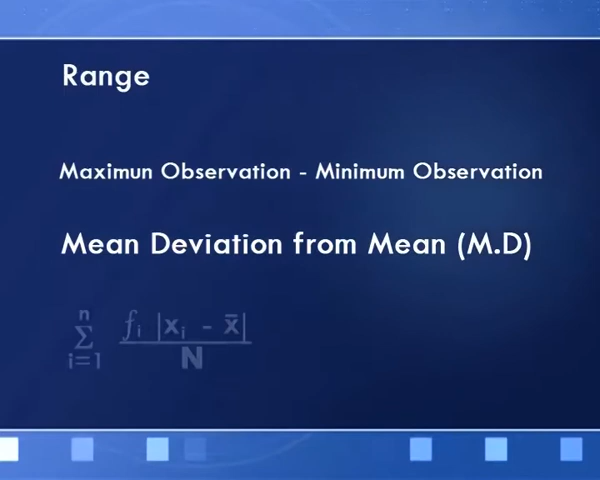 Range
Maximun Observation - Minimum Observation
Mean Deviation from Mean (M.D)
n
∑ fi |xi - x̄|
i=1 N